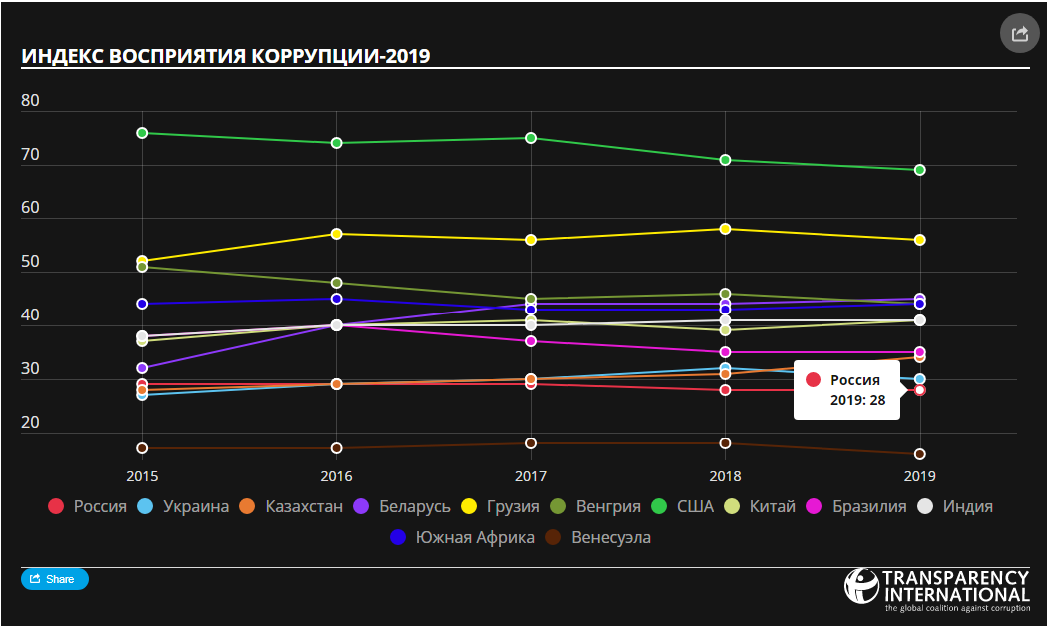 ИНДЕКС ВОСПРИЯТИЯ КОРРУПЦИИ-2019
80
70
60
50
40
30
20
Россия
2019: 28
2015 2016 2017 2018 2019
Россия Украина Казахстан Беларусь Грузия Венгрия США Китай Бразилия Индия
Южная Африка Венесуэла
Share
TRANSPARENCY
INTERNATIONAL
the global coalition against corruption